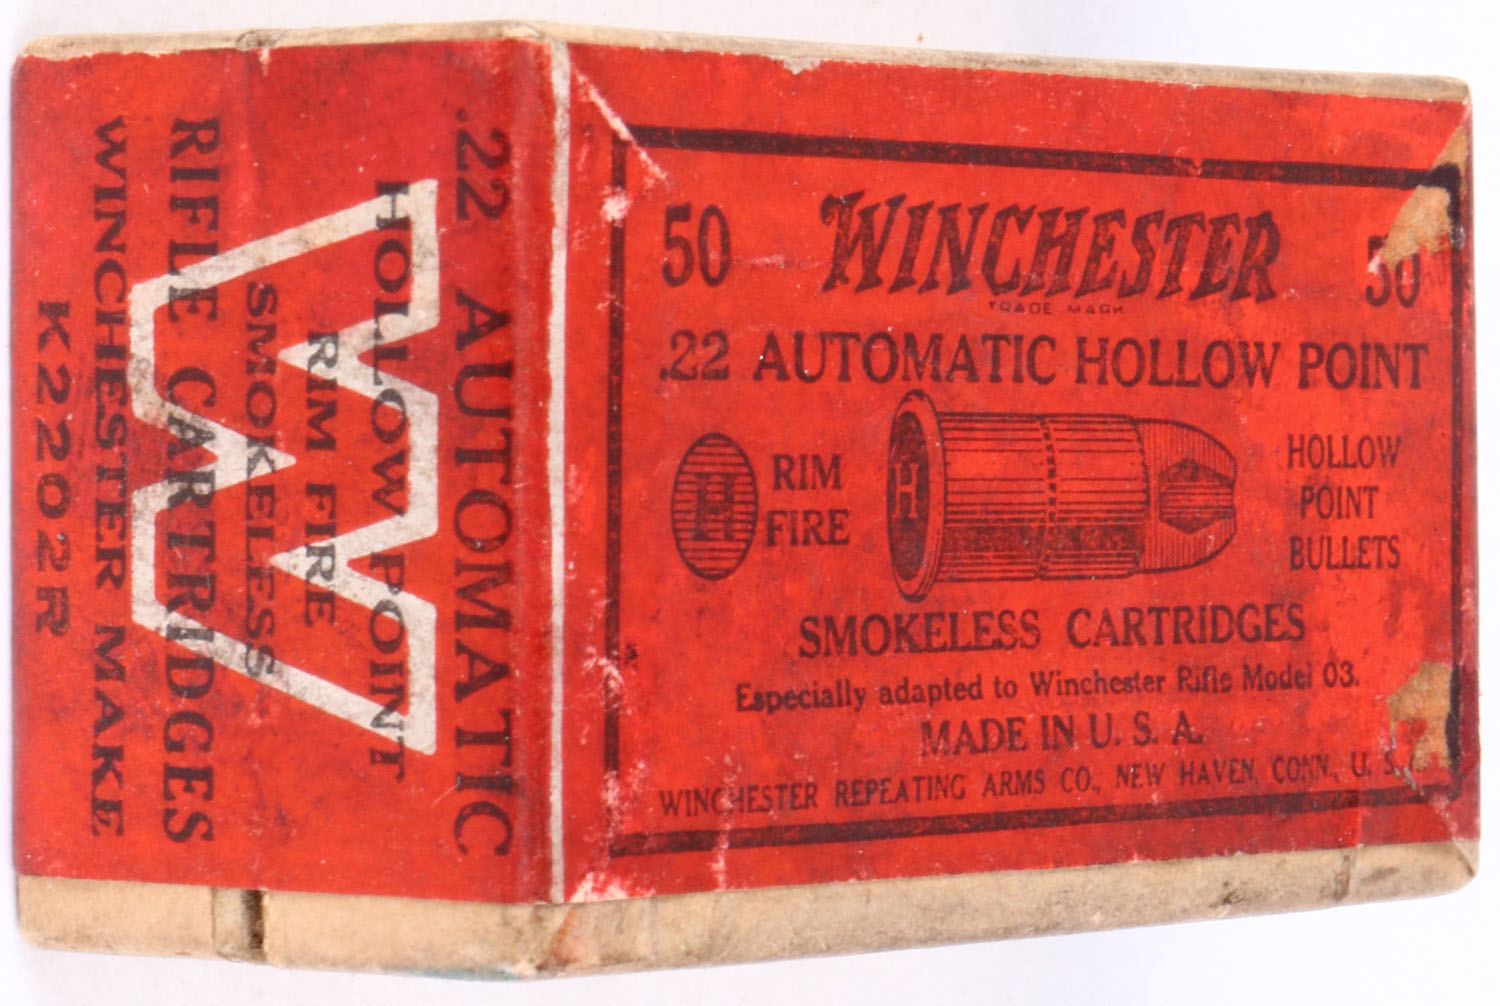 50 WINCHESTER 50
TRADE MARK
.22 AUTOMATIC HOLLOW POINT
H RIM FIRE
H
HOLLOW POINT BULLETS
SMOKELESS CARTRIDGES
Especially adapted to Winchester Rifle Model 03.
MADE IN U. S. A.
WINCHESTER REPEATING ARMS CO., NEW HAVEN, CONN., U. S. A.
.22 AUTOMATIC
HOLLOW POINT
RIM FIRE
SMOKELESS
RIFLE CARTRIDGES
WINCHESTER MAKE
K2202R
W